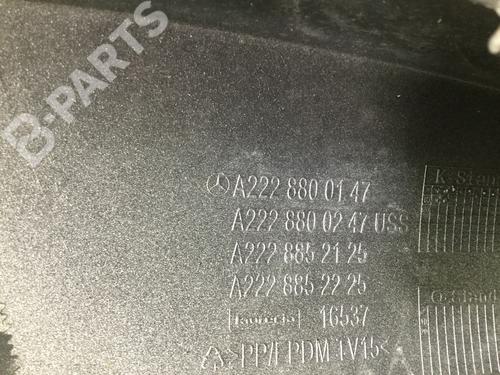 B-PARTS
A222 880 01 47
A222 880 02 47 USS
A222 885 21 25
A222 885 22 25
faurecia 16537
>PP/EPDM TV15<
K-Stand